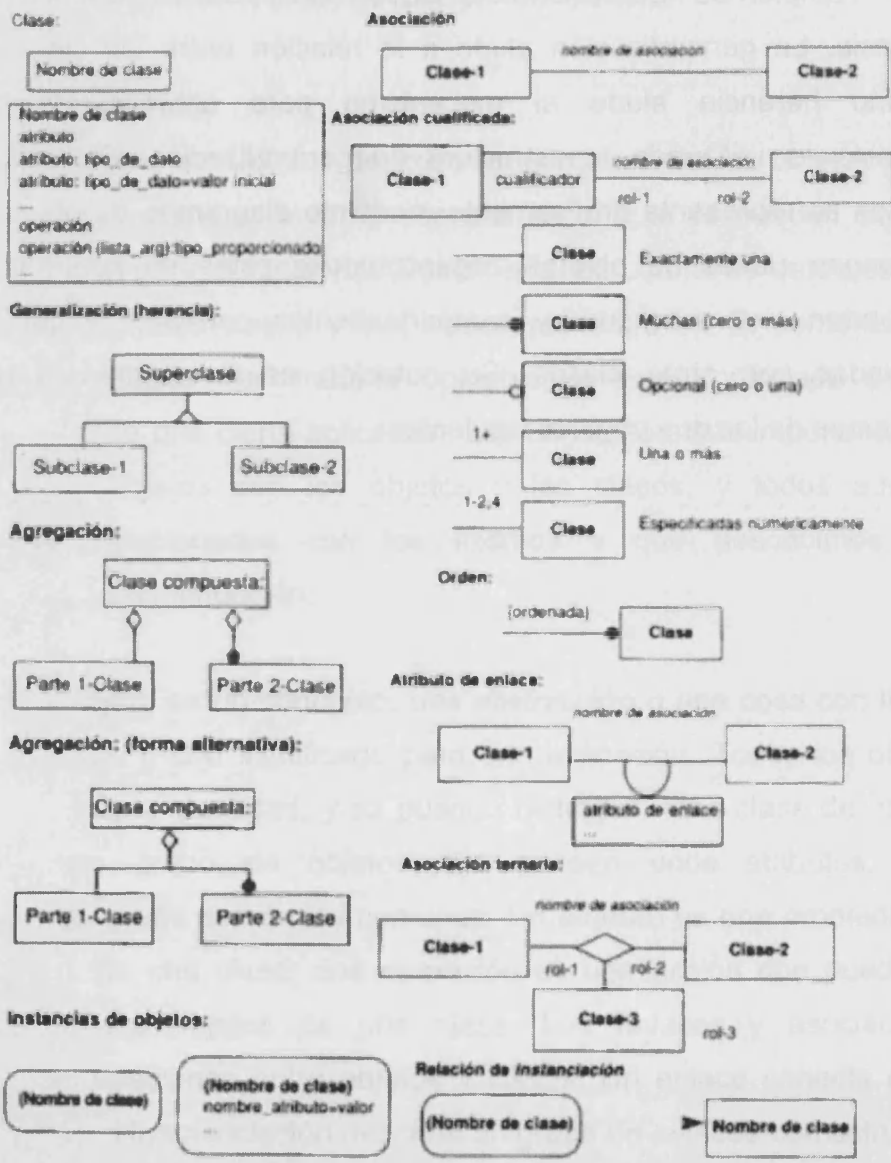 Clase:
Nombre de clase
Nombre de clase
atributo
atributo tipo_de_dato
atributo: tipo_de_dato=valor inicial
...
operación
operación (lista_arg):tipo_proporcionado
Generalización (herencia):
Superclase
Subclase-1
Subclase-2
Agregación:
Clase compuesta:
Parte 1-Clase
Parte 2-Clase
Agregación: (forma alternativa):
Clase compuesta:
Parte 1-Clase
Parte 2-Clase
Instancias de objetos:
(Nombre de clase)
(Nombre de clase)
nombre_atributo=valor
Asociación
Clase-1
nombre de asociación
Clase-2
Asociación cualificada:
Clase-1
cualificador
nombre de asociación
rol-1
rol-2
Clase-2
Clase
Exactamente una
Clase
Muchas (cero o más)
Clase
Opcional (cero o una)
1+
Clase
Una o más
1-2,4
Clase
Especificadas numéricamente
Orden:
{ordenada}
Clase
Atributo de enlace:
Clase-1
nombre de asociación
Clase-2
atributo de enlace
...
Asociación ternaria:
Clase-1
nombre de asociación
rol-1
rol-2
Clase-2
Clase-3
rol-3
Relación de instanciación
(Nombre de clase)
Nombre de clase